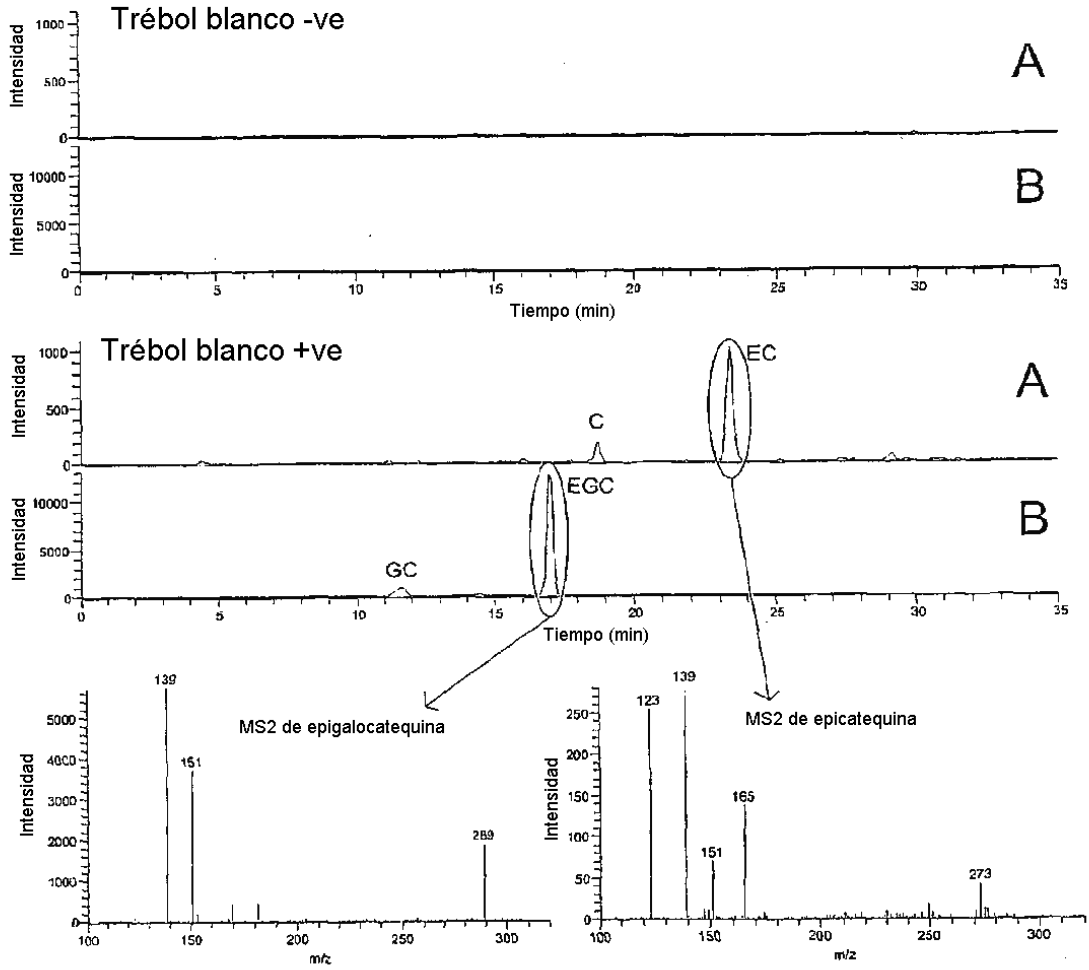 Trébol blanco -ve
Intensidad
1000
500
0
A
Intensidad
10000
5000
0
B
0 5 10 15 20 25 30 35
Tiempo (min)
Trébol blanco +ve
Intensidad
1000
500
0
C
EC
A
Intensidad
10000
5000
0
GC
EGC
B
0 5 10 15 20 25 30 35
Tiempo (min)
MS2 de epigalocatequina
Intensidad
5000
4000
3000
2000
1000
0
139
151
289
100 150 200 250 300
m/z
MS2 de epicatequina
Intensidad
250
200
150
100
50
0
123
139
151
165
273
100 150 200 250 300
m/z